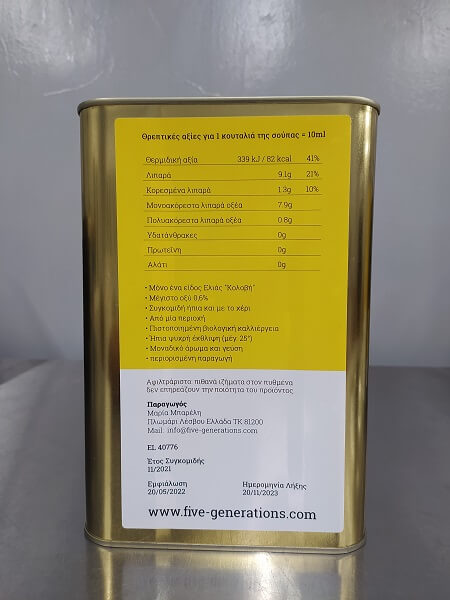 Θρεπτικές αξίες για 1 κουταλιά της σούπας = 10ml
Θερμιδική αξία 339 kJ / 82 kcal 41%
Λιπαρά 9.1g 21%
Κορεσμένα λιπαρά 1.3g 10%
Μονοακόρεστα λιπαρά οξέα 7.9g
Πολυακόρεστα λιπαρά οξέα 0.8g
Υδατάνθρακες 0g
Πρωτεΐνη 0g
Αλάτι 0g
• Μόνο ένα είδος Ελιάς "Κολοβή"
• Μέγιστο οξύ 0,6%
• Συγκομιδή ήπια και με το χέρι
• Από μία περιοχή
• Πιστοποιημένη βιολογική καλλιέργεια
• Ήπια ψυχρή έκθλιψη (μέγ. 25°)
• Μοναδικό άρωμα και γεύση
• περιορισμένη παραγωγή
Αφιλτράριστο: πιθανά ιζήματα στον πυθμένα
δεν επηρεάζουν την ποιότητα του προϊόντος
Παραγωγός
Μαρία Μπαρέλη
Πλωμάρι Λέσβου Ελλάδα ΤΚ 81200
Mail: info@five-generations.com
EL 40776
Έτος Συγκομιδής
11/2021
Εμφιάλωση Ημερομηνία Λήξης
20/05/2022 20/11/2023
www.five-generations.com